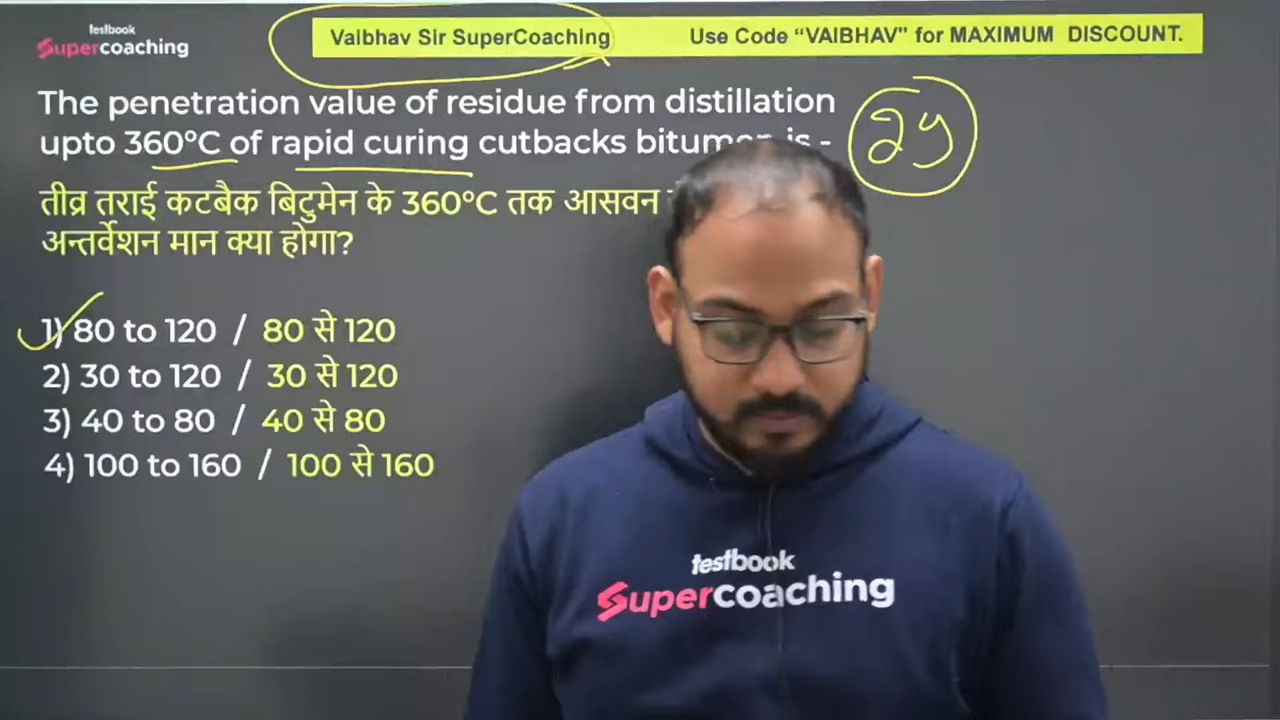 testbook
Supercoaching
Vaibhav Sir SuperCoaching
Use Code “VAIBHAV” for MAXIMUM DISCOUNT.
The penetration value of residue from distillation
upto 360°C of rapid curing cutbacks is -
तीव्र तराई कटबैक बिटुमेन के 360°C तक आसवन
अन्तर्वेशन मान क्या होगा?
1) 80 to 120 / 80 से 120
2) 30 to 120 / 30 से 120
3) 40 to 80 / 40 से 80
4) 100 to 160 / 100 से 160
testbook
Supercoaching